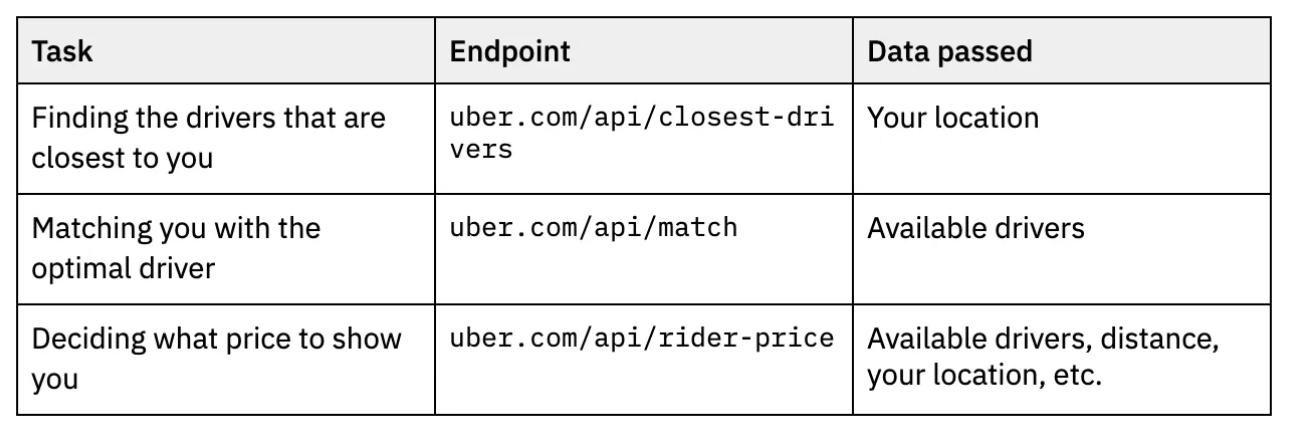 Task Endpoint Data passed
Finding the drivers that are
closest to you
uber.com/api/closest-dri
vers
Your location
Matching you with the
optimal driver
uber.com/api/match
Available drivers
Deciding what price to show
you
uber.com/api/rider-price
Available drivers, distance,
your location, etc.